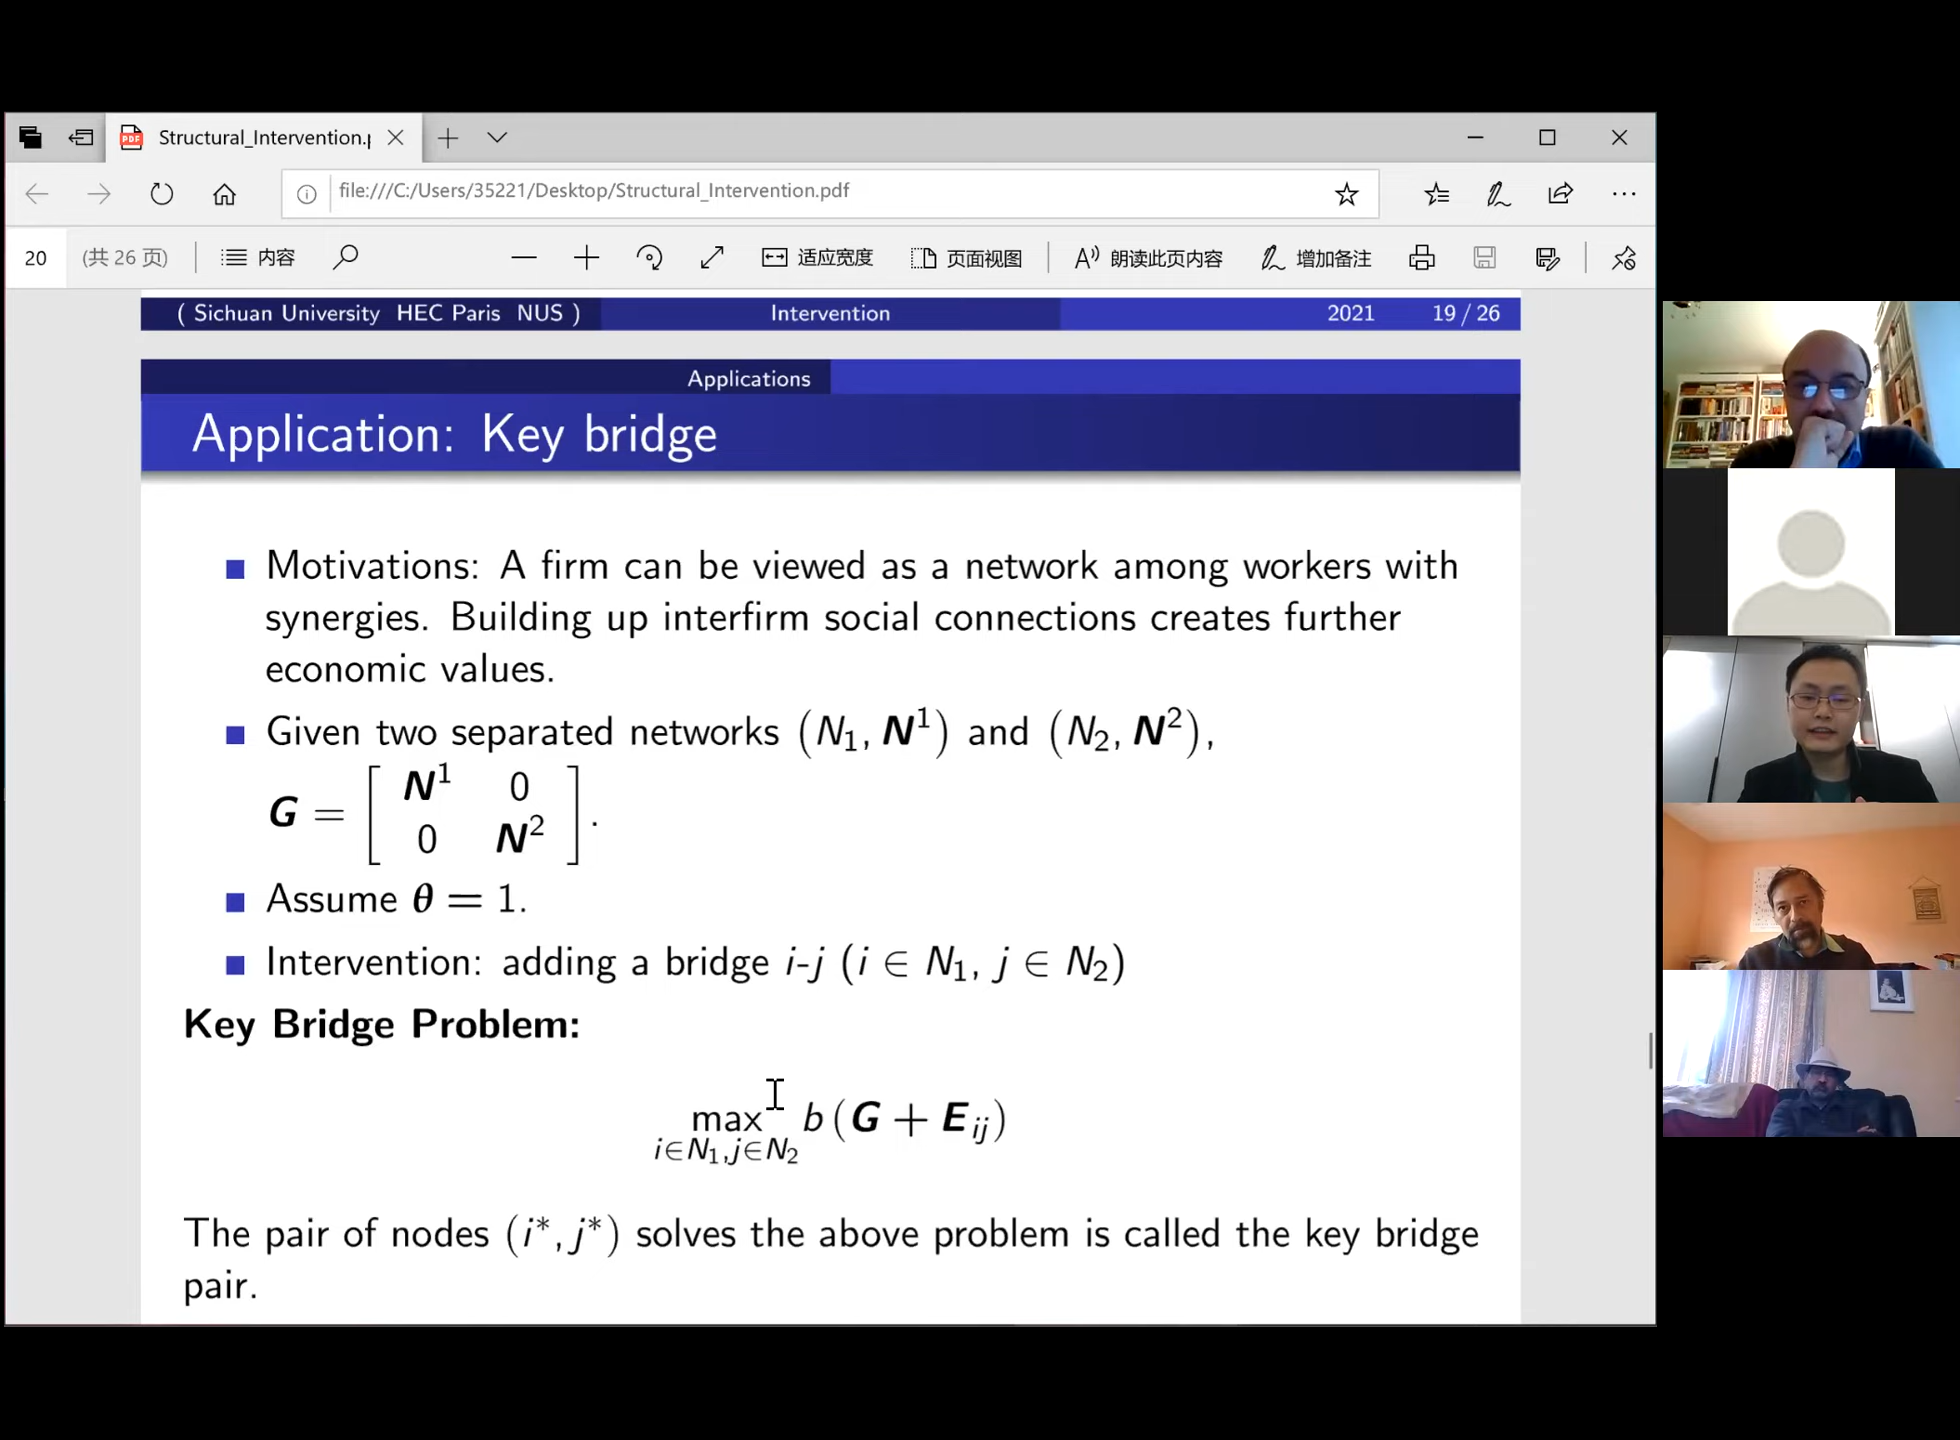 Structural_Intervention.p
file:///C:/Users/35221/Desktop/Structural_Intervention.pdf
20 (共 26 页) 内容 适应宽度 页面视图 A 朗读此页内容 增加备注
( Sichuan University HEC Paris NUS ) Intervention 2021 19 / 26
Applications
Application: Key bridge
Motivations: A firm can be viewed as a network among workers with
synergies. Building up interfirm social connections creates further
economic values.
Given two separated networks (N₁, N¹) and (N₂, N²),
G = [ N¹ 0
0 N² ] .
Assume θ = 1.
Intervention: adding a bridge i-j (i ∈ N₁, j ∈ N₂)
Key Bridge Problem:
max b (G + E_ij)
i∈N₁,j∈N₂
The pair of nodes (i*, j*) solves the above problem is called the key bridge
pair.